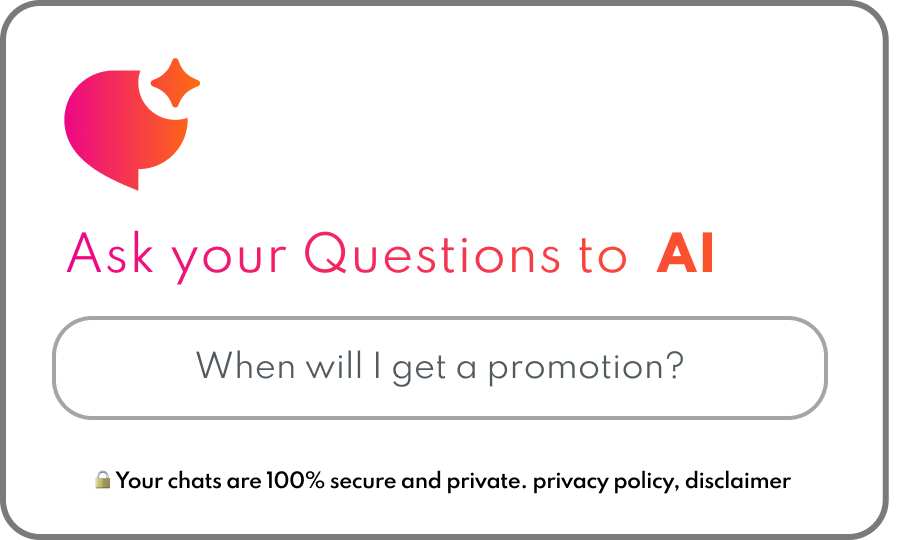 Ask your Questions to AI
When will I get a promotion?
Your chats are 100% secure and private. privacy policy, disclaimer